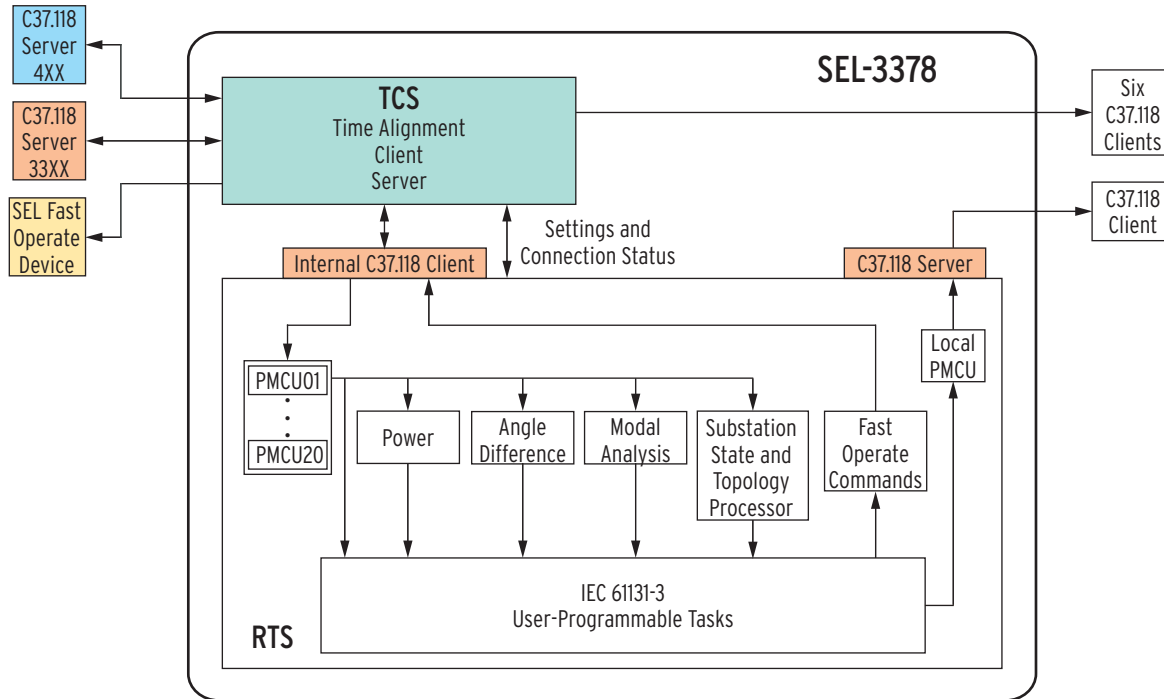 C37.118
Server
4XX
C37.118
Server
33XX
SEL Fast
Operate
Device
SEL-3378
TCS
Time Alignment
Client
Server
Six
C37.118
Clients
C37.118
Client
Settings and
Connection Status
Internal C37.118 Client
C37.118 Server
Local
PMCU
PMCU01
PMCU20
Power
Angle
Difference
Modal
Analysis
Substation
State and
Topology
Processor
Fast
Operate
Commands
IEC 61131-3
User-Programmable Tasks
RTS